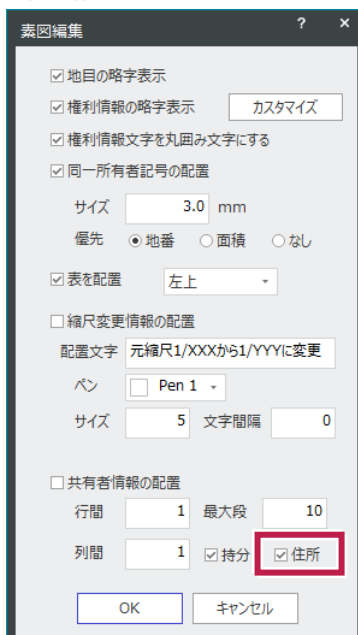 素図編集 ? ×
地目の略字表示
権利情報の略字表示 カスタマイズ
権利情報文字を丸囲み文字にする
同一所有者記号の配置
サイズ 3.0 mm
優先 地番 面積 なし
表を配置 左上
縮尺変更情報の配置
配置文字 元縮尺1/XXXから1/YYYに変更
ペン Pen 1
サイズ 5 文字間隔 0
共有者情報の配置
行間 1 最大段 10
列間 1 持分 住所
OK キャンセル